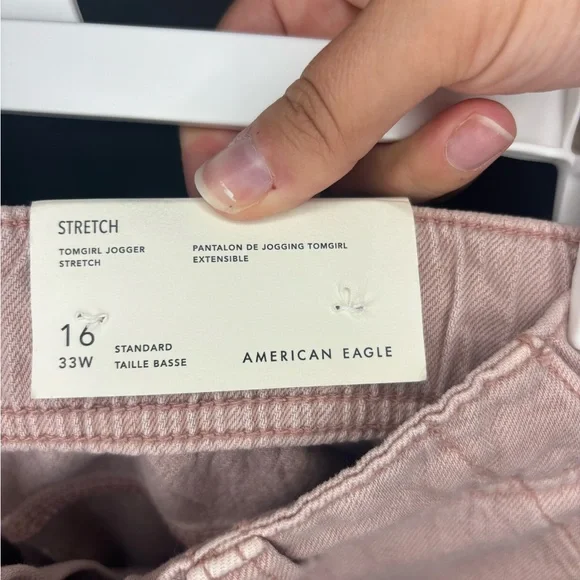 STRETCH
TOMGIRL JOGGER
STRETCH
PANTALON DE JOGGING TOMGIRL
EXTENSIBLE
16
33W
STANDARD
TAILLE BASSE
AMERICAN EAGLE